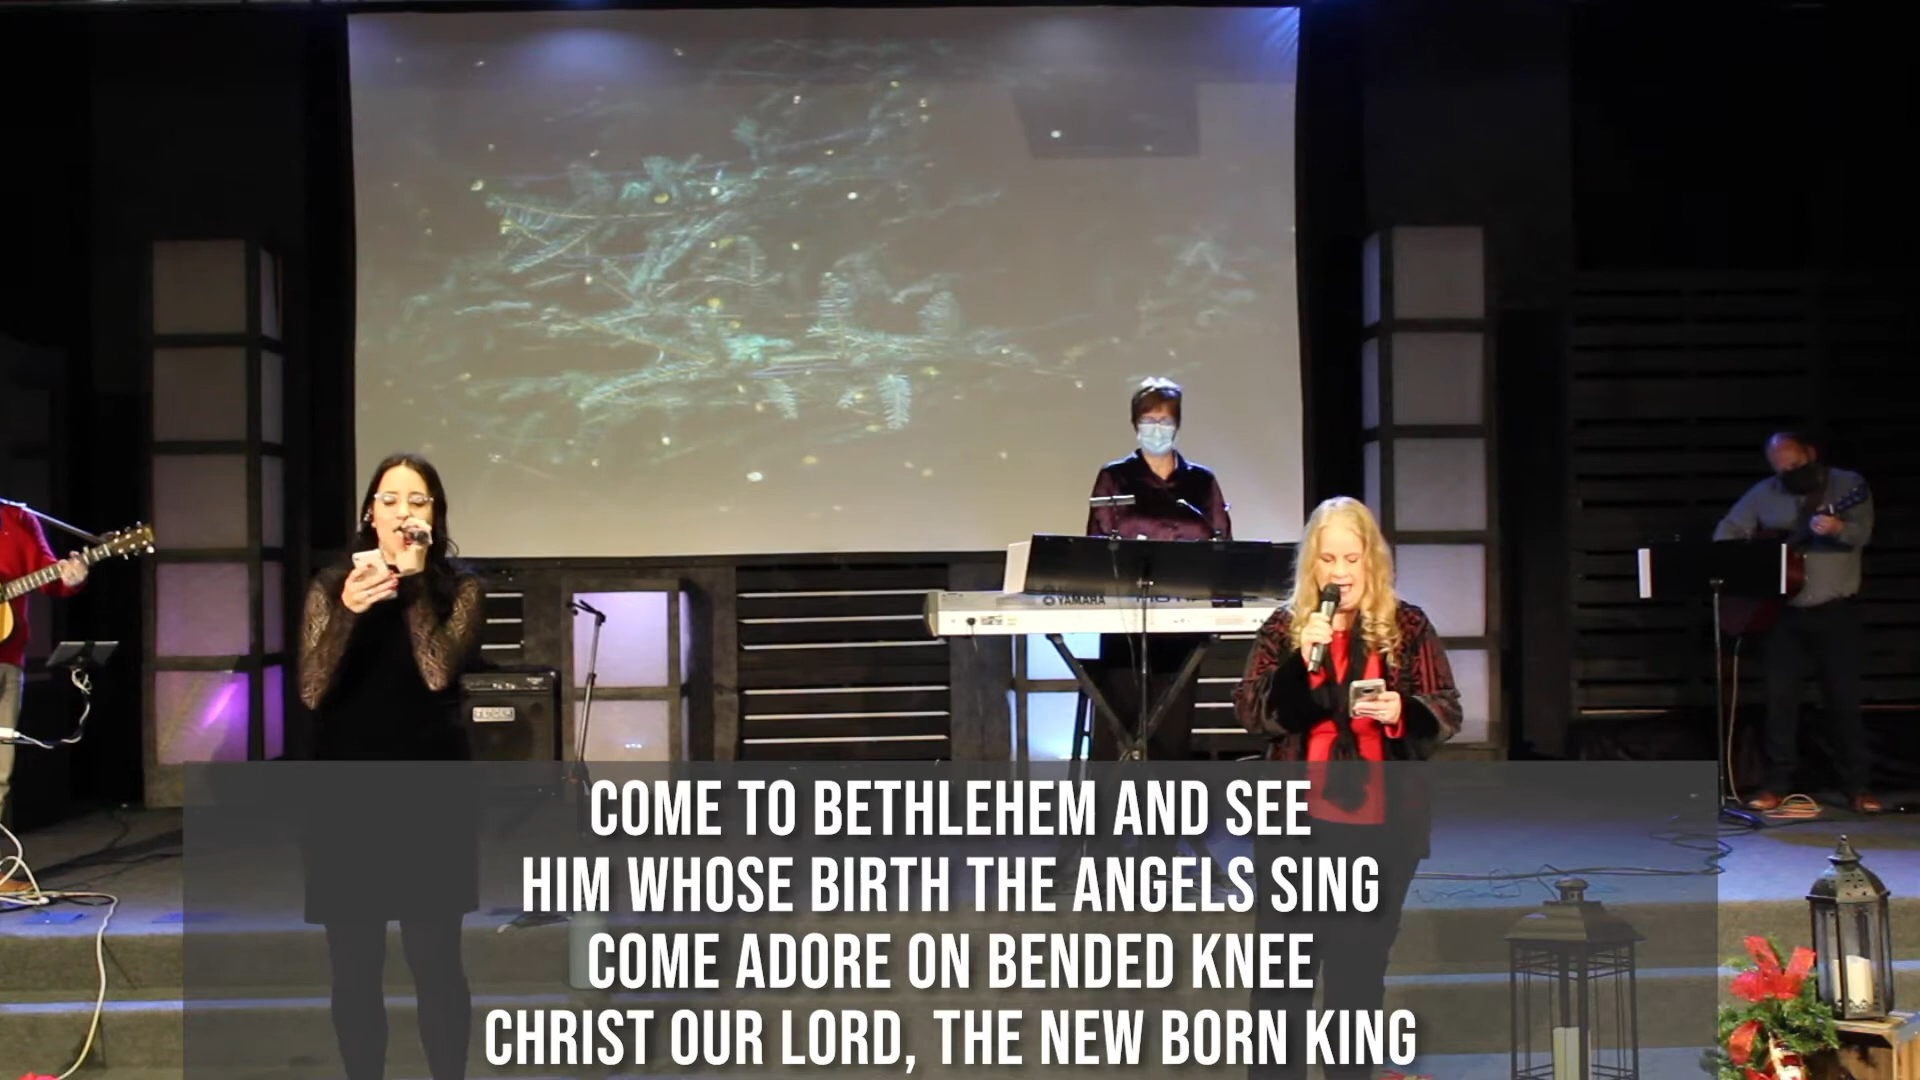 YAMAHA
FENDER
COME TO BETHLEHEM AND SEE
HIM WHOSE BIRTH THE ANGELS SING
COME ADORE ON BENDED KNEE
CHRIST OUR LORD, THE NEW BORN KING